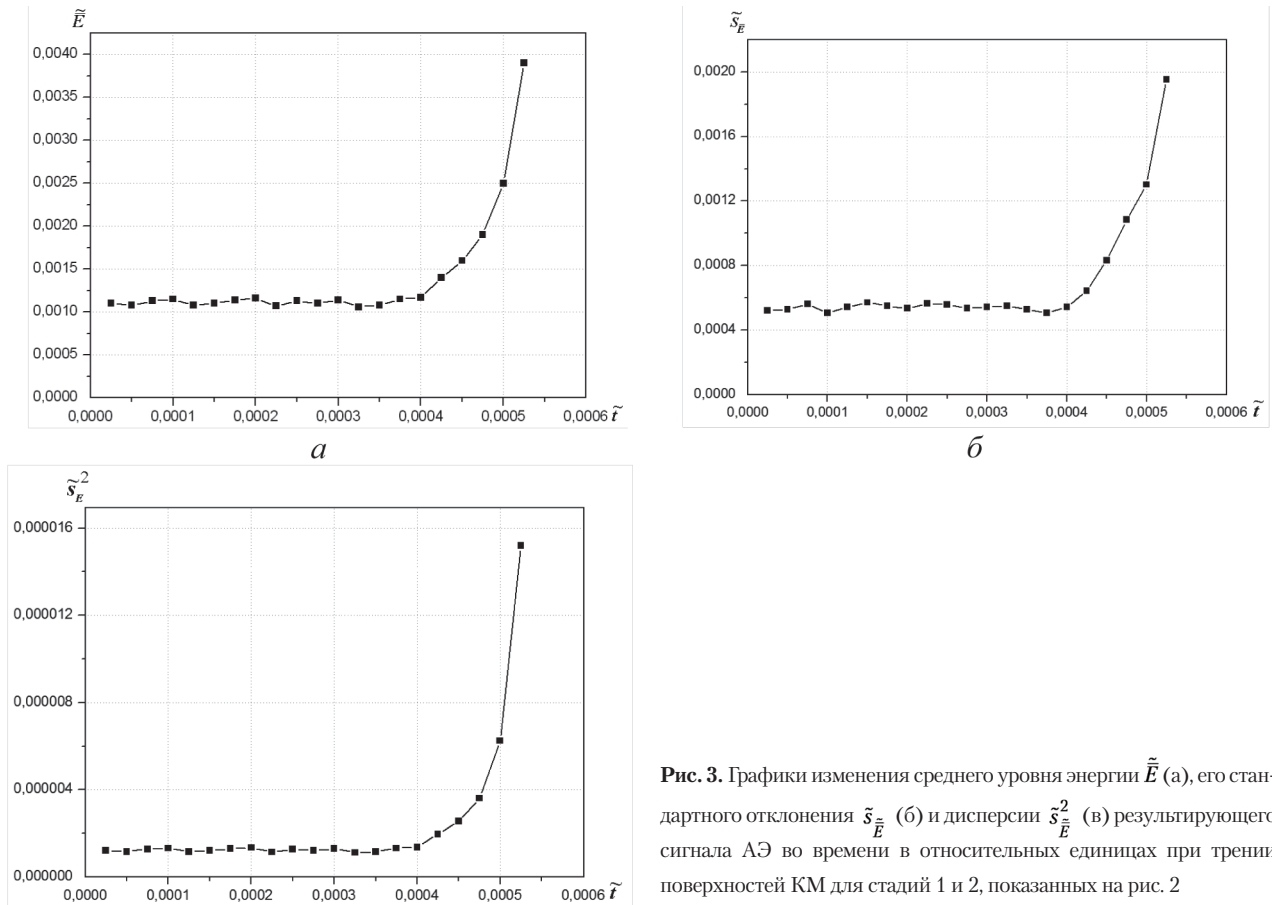 Ẽ̿
0,0040
0,0035
0,0030
0,0025
0,0020
0,0015
0,0010
0,0005
0,0000
0,0000 0,0001 0,0002 0,0003 0,0004 0,0005 0,0006 t̃
а
s̃_E̿
0,0020
0,0016
0,0012
0,0008
0,0004
0,0000
0,0000 0,0001 0,0002 0,0003 0,0004 0,0005 0,0006 t̃
б
s̃_E²
0,000016
0,000012
0,000008
0,000004
0,000000
0,0000 0,0001 0,0002 0,0003 0,0004 0,0005 0,0006 t̃
Рис. 3. Графики изменения среднего уровня энергии Ẽ̿ (а), его стан-
дартного отклонения s̃_Ẽ̿ (б) и дисперсии s̃²_Ẽ̿ (в) результирующего
сигнала АЭ во времени в относительных единицах при трении
поверхностей КМ для стадий 1 и 2, показанных на рис. 2